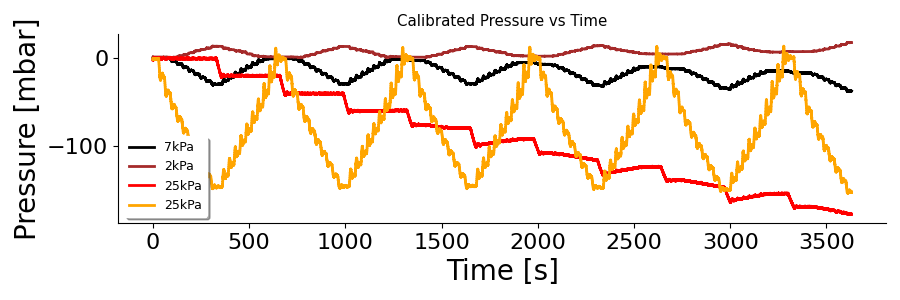 Calibrated Pressure vs Time
Pressure [mbar]
0
−100
7kPa
2kPa
25kPa
25kPa
0 500 1000 1500 2000 2500 3000 3500
Time [s]